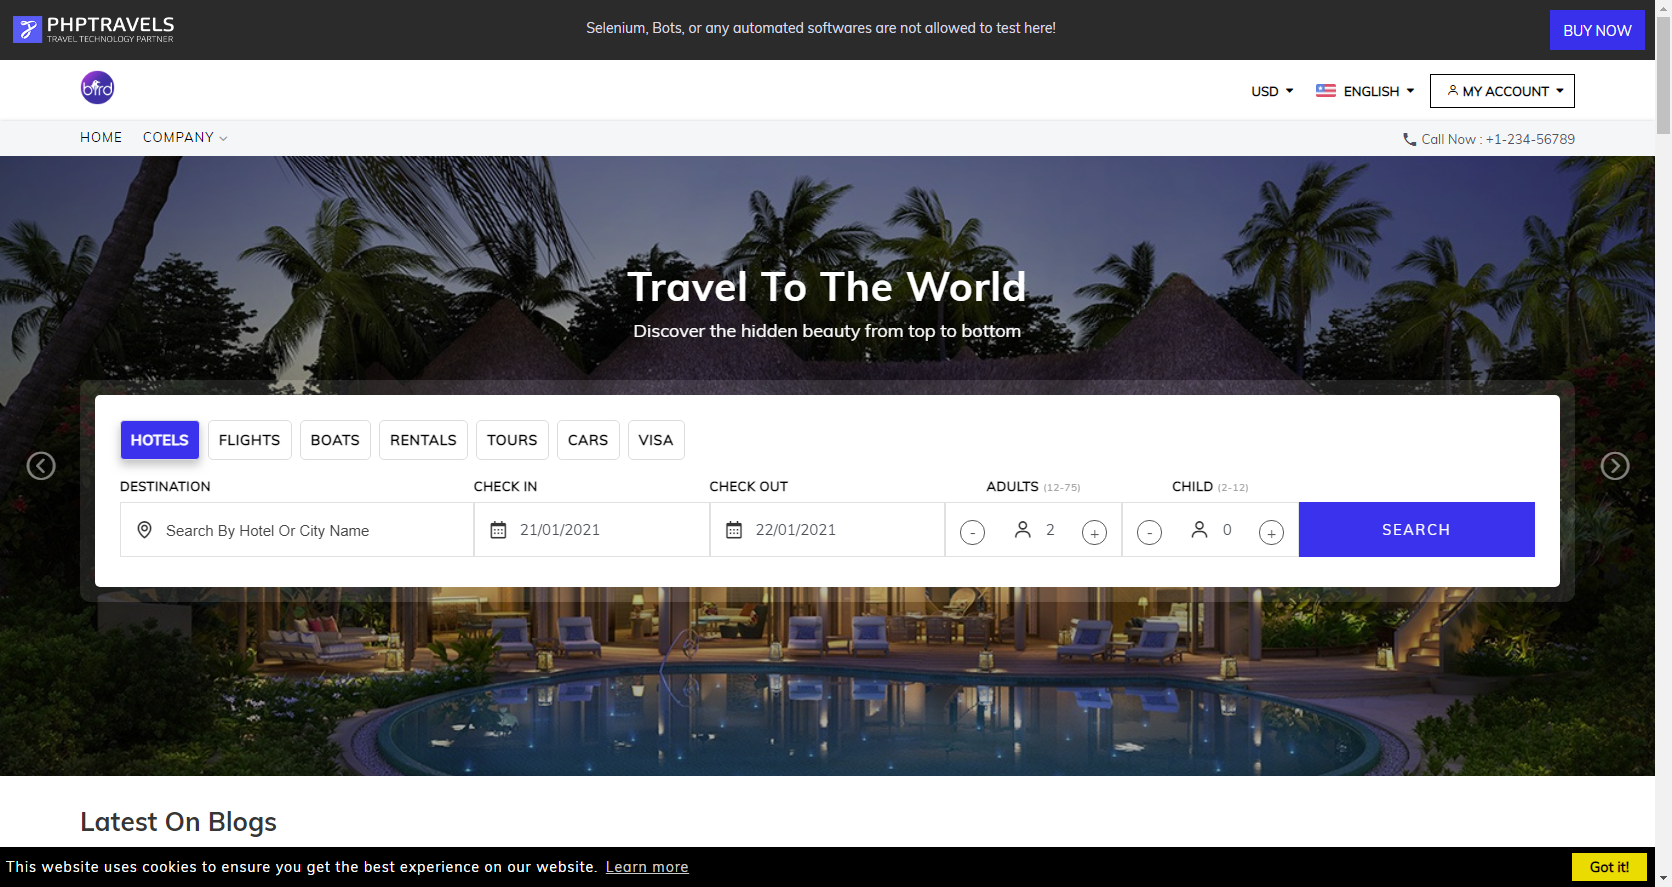 PHPTRAVELS
TRAVEL TECHNOLOGY PARTNER
Selenium, Bots, or any automated softwares are not allowed to test here!
BUY NOW
bird
USD
ENGLISH
MY ACCOUNT
HOME COMPANY
Call Now : +1-234-56789
Travel To The World
Discover the hidden beauty from top to bottom
HOTELS FLIGHTS BOATS RENTALS TOURS CARS VISA
DESTINATION CHECK IN CHECK OUT ADULTS (12-75) CHILD (2-12)
Search By Hotel Or City Name 21/01/2021 22/01/2021 - 2 + - 0 + SEARCH
Latest On Blogs
This website uses cookies to ensure you get the best experience on our website. Learn more
Got it!